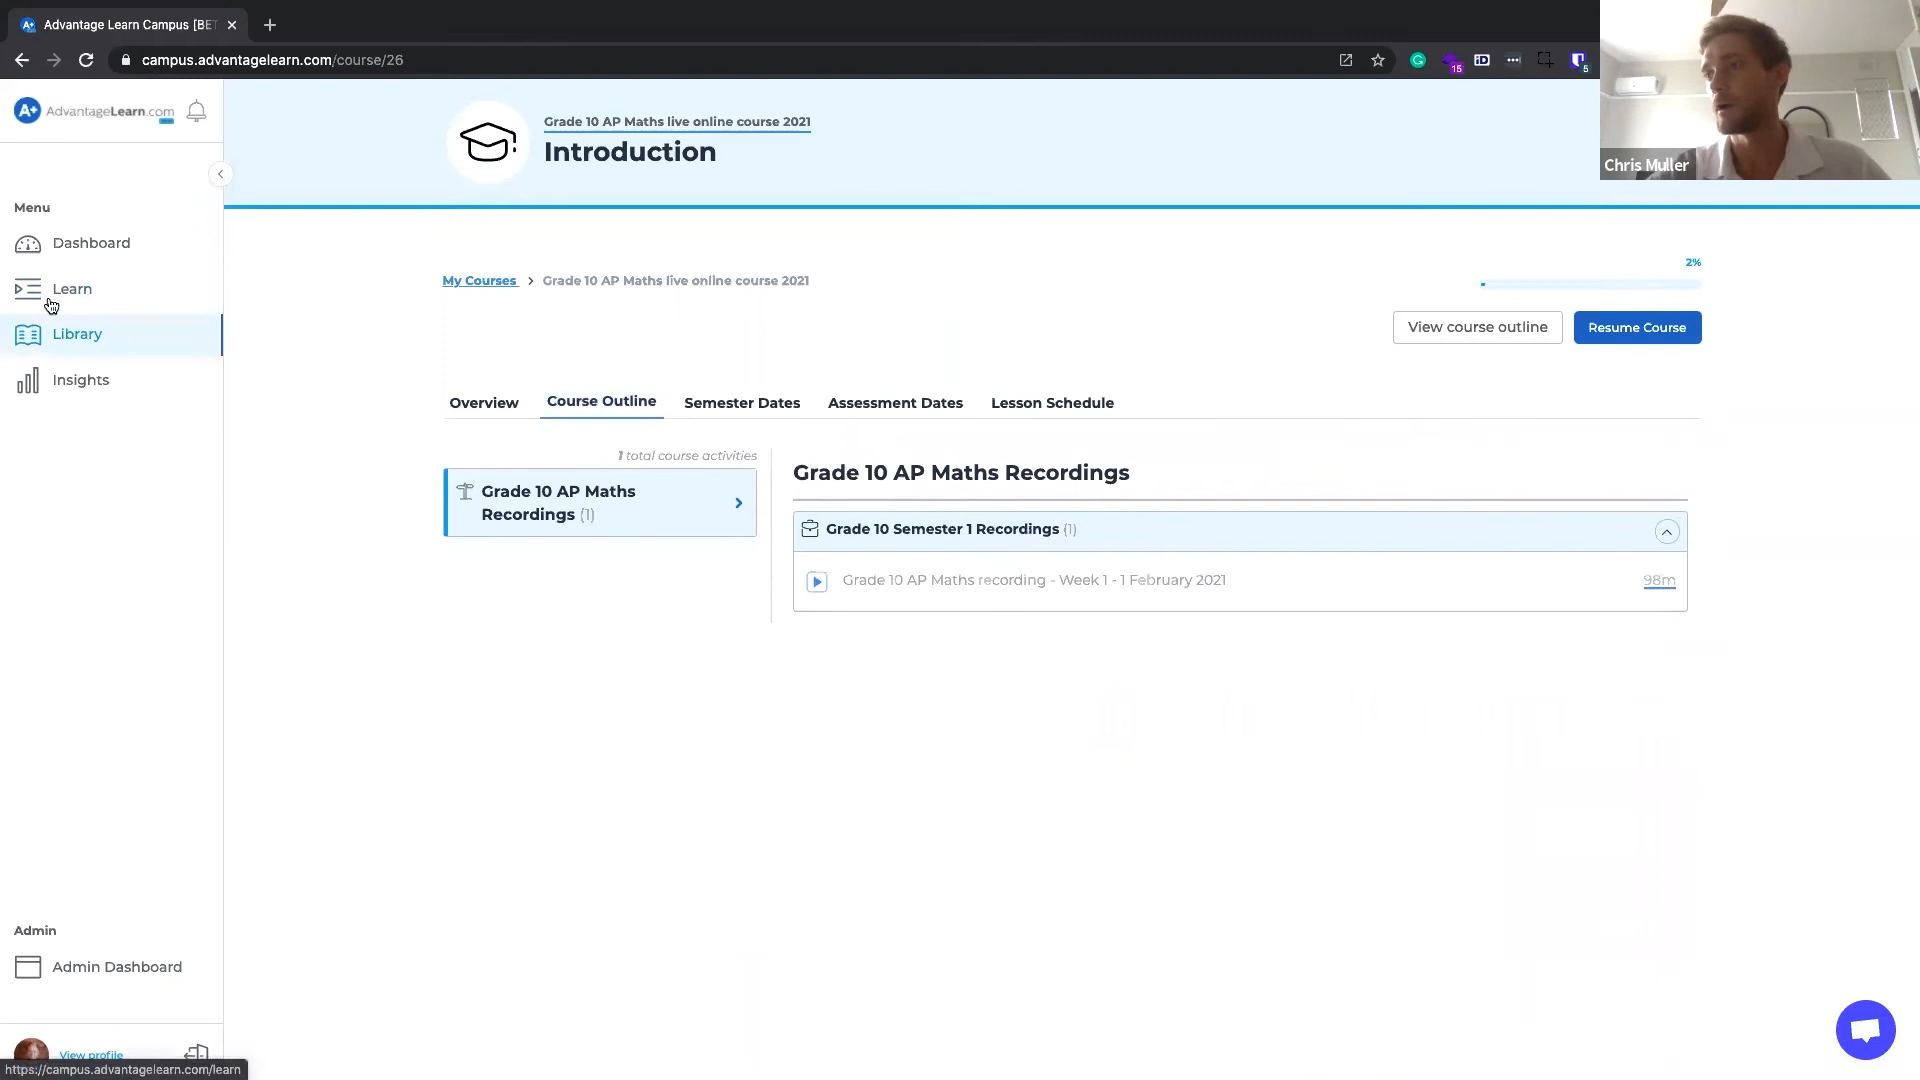 Advantage Learn Campus [BET
campus.advantagelearn.com/course/26
15
iD
5
Chris Muller
A+ AdvantageLearn.com
Grade 10 AP Maths live online course 2021
Introduction
Menu
Dashboard
Learn
Library
Insights
My Courses > Grade 10 AP Maths live online course 2021
2%
View course outline
Resume Course
Overview
Course Outline
Semester Dates
Assessment Dates
Lesson Schedule
1 total course activities
Grade 10 AP Maths
Recordings (1)
Grade 10 AP Maths Recordings
Grade 10 Semester 1 Recordings (1)
Grade 10 AP Maths recording - Week 1 - 1 February 2021
98m
Admin
Admin Dashboard
View profile
https://campus.advantagelearn.com/learn